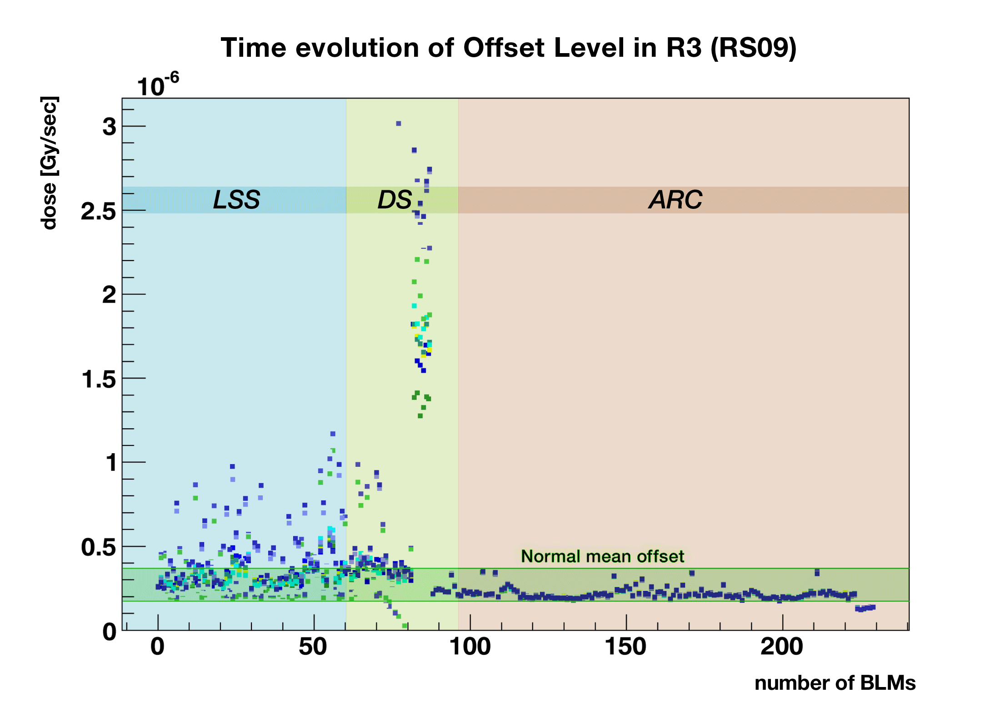 Time evolution of Offset Level in R3 (RS09)
10-6
dose [Gy/sec]
3
2.5
2
1.5
1
0.5
0
LSS DS ARC
Normal mean offset
0 50 100 150 200
number of BLMs